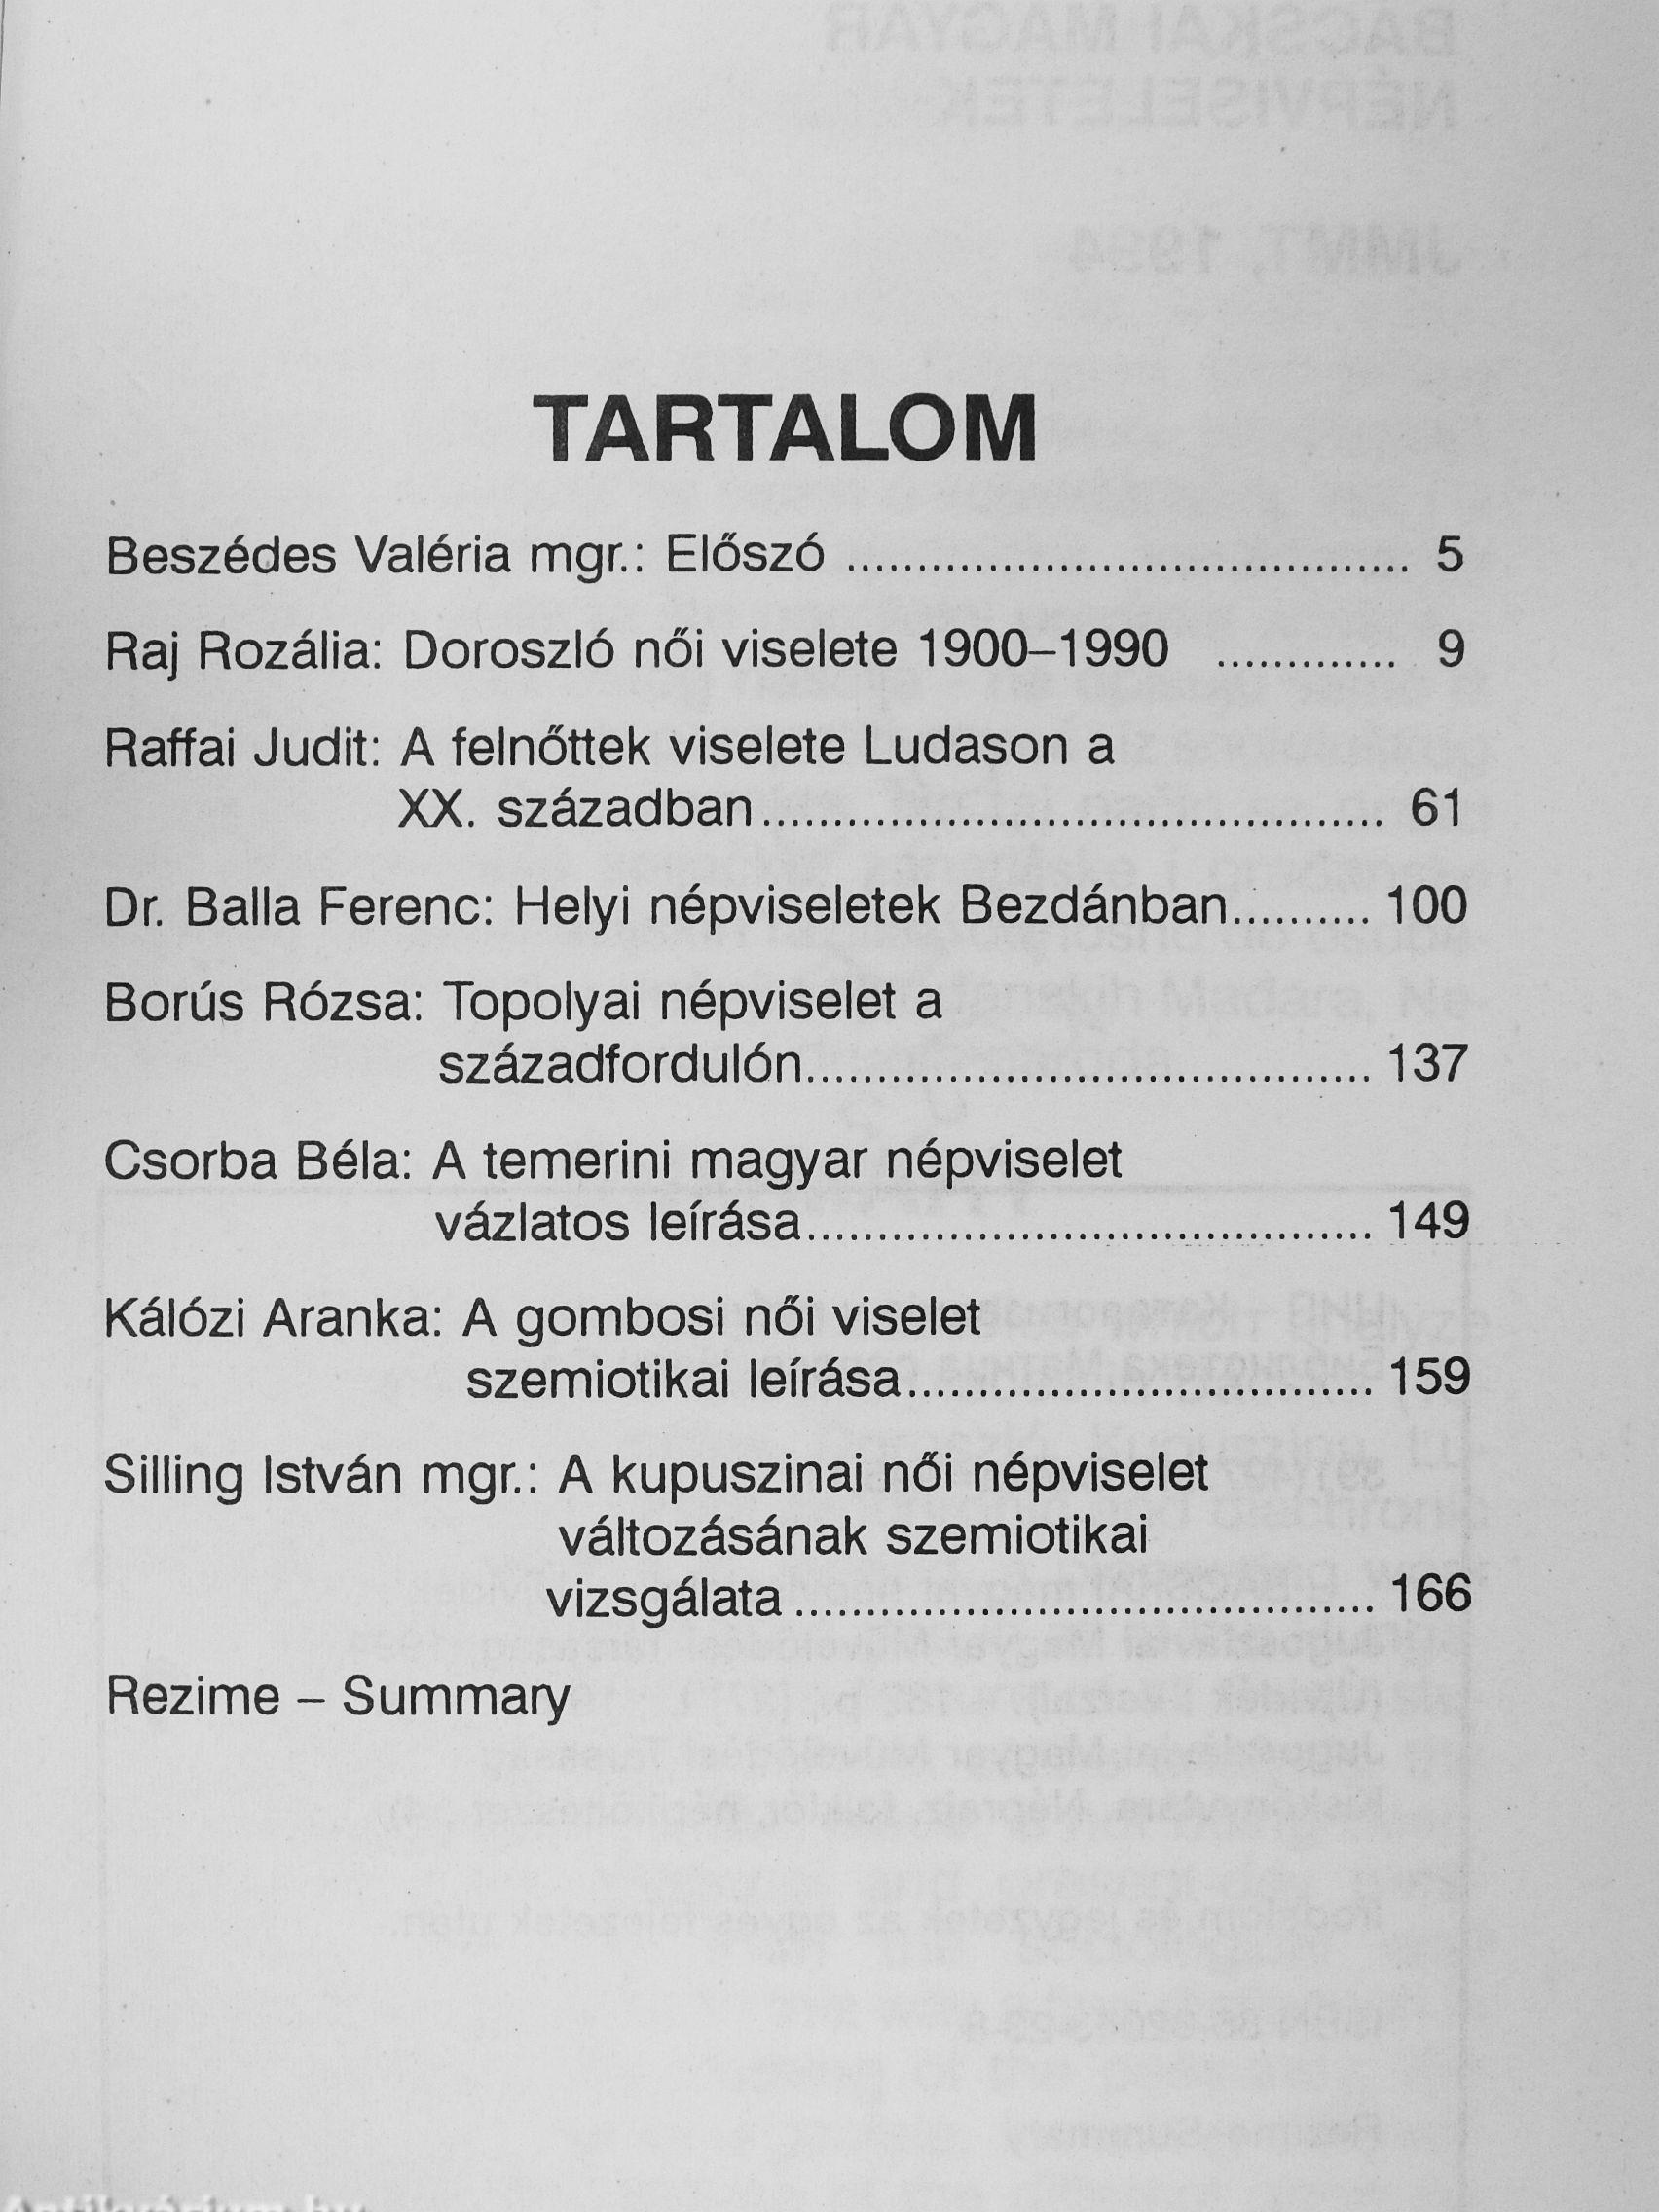 TARTALOM
Beszédes Valéria mgr.: Előszó ........................................ 5
Raj Rozália: Doroszló női viselete 1900–1990 ............. 9
Raffai Judit: A felnőttek viselete Ludason a
XX. században............................................ 61
Dr. Balla Ferenc: Helyi népviseletek Bezdánban.......... 100
Borús Rózsa: Topolyai népviselet a
századfordulón........................................ 137
Csorba Béla: A temerini magyar népviselet
vázlatos leírása........................................ 149
Kálózi Aranka: A gombosi női viselet
szemiotikai leírása................................. 159
Silling István mgr.: A kupuszinai női népviselet
változásának szemiotikai
vizsgálata ......................................... 166
Rezime – Summary